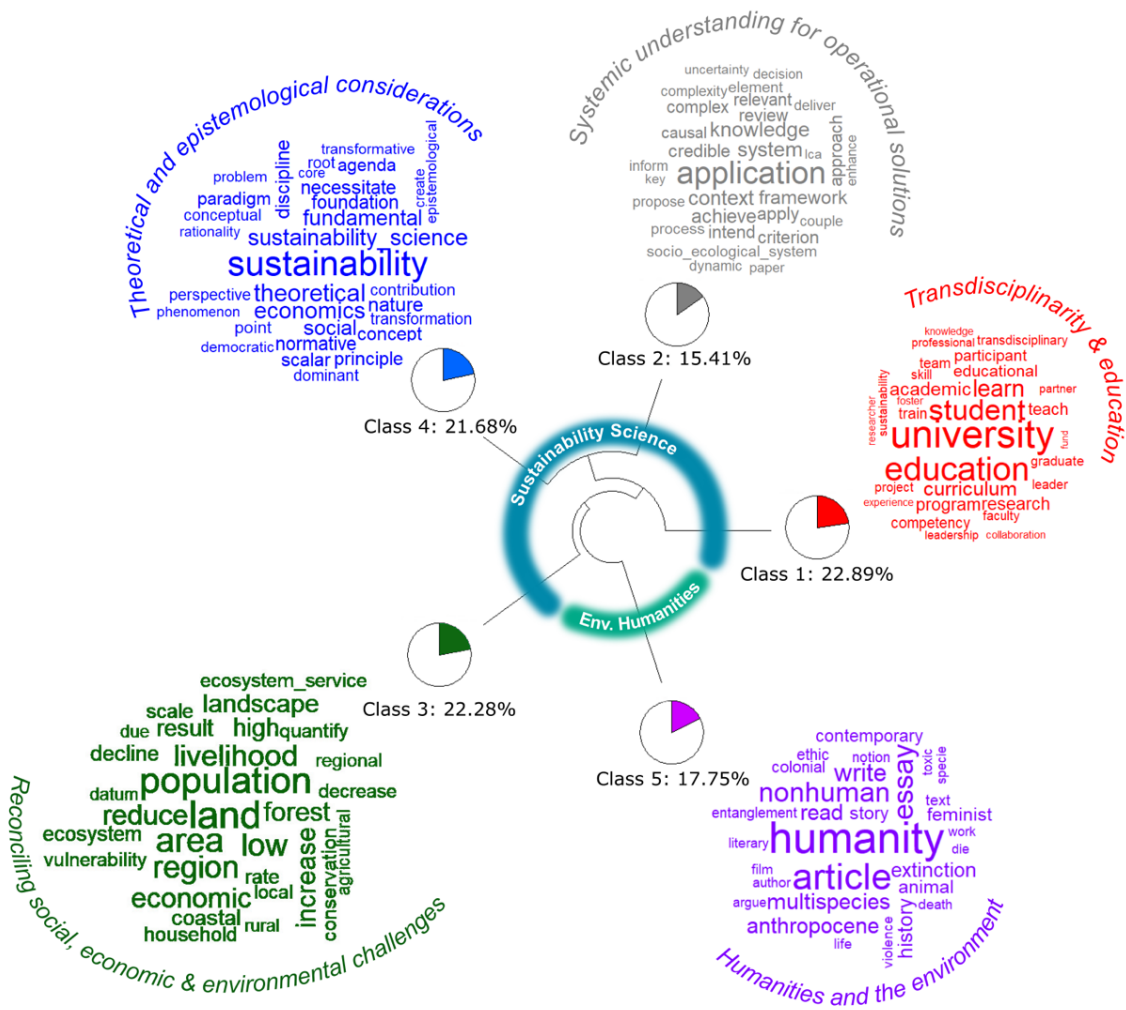 Theoretical and epistemological considerations
transformative
root agenda
core
problem
discipline
necessitate
create
epistemological
paradigm
foundation
conceptual
fundamental
rationality
sustainability_science
sustainability
perspective
theoretical
contribution
phenomenon
economics
nature
point
social
transformation
concept
democratic
normative
scalar principle
dominant
Class 4: 21.68%
Systemic understanding for operational solutions
uncertainty
decision
complexity
element
complex
relevant
deliver
review
causal
knowledge
approach
enhance
credible
system
lca
inform
key
application
propose
context
framework
achieve
apply
couple
process
intend
criterion
socio_ecological_system
dynamic
paper
Class 2: 15.41%
Transdisciplinarity & education
knowledge
professional
transdisciplinary
team
participant
skill
educational
researcher
sustainability
academic
learn
partner
foster
train
student
teach
university
fund
education
graduate
project
curriculum
leader
experience
program
research
competency
faculty
leadership
collaboration
Class 1: 22.89%
Sustainability Science
Env. Humanities
Class 3: 22.28%
ecosystem_service
scale
landscape
due
result
high
quantify
decline
livelihood
regional
population
datum
decrease
reduce
land
forest
ecosystem
area
low
vulnerability
region
rate
increase
conservation
agricultural
economic
local
coastal
rural
household
Reconciling social, economic & environmental challenges
Class 5: 17.75%
contemporary
ethic
notion
colonial
write
essay
toxic
specie
nonhuman
text
entanglement
read
story
feminist
literary
humanity
work
die
film
article
extinction
author
animal
argue
multispecies
death
anthropocene
violence
history
life
Humanities and the environment